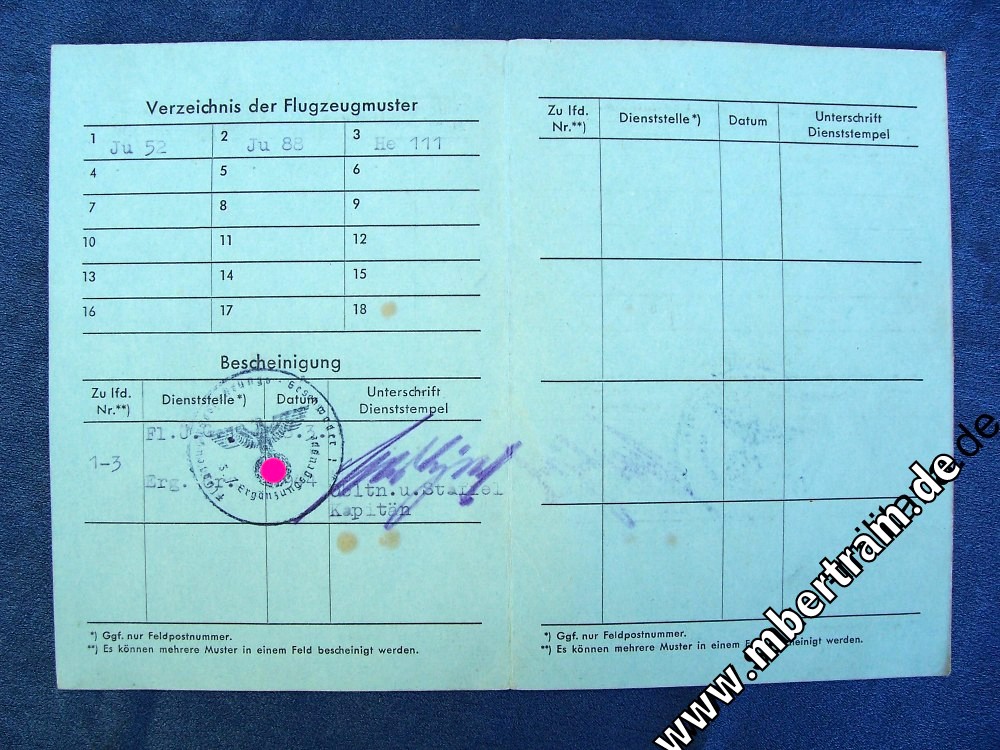 Verzeichnis der Flugzeugmuster
1 Ju 52 2 Ju 88 3 He 111
4 5 6
7 8 9
10 11 12
13 14 15
16 17 18
Bescheinigung
Zu lfd. Nr.**) Dienststelle*) Datum Unterschrift Dienststempel
1-3
Erg.
Oltn.u.Staffel
Kapitän
*) Ggf. nur Feldpostnummer.
**) Es können mehrere Muster in einem Feld bescheinigt werden.
Zu lfd. Nr.**) Dienststelle*) Datum Unterschrift Dienststempel
*) Ggf. nur Feldpostnummer.
**) Es können mehrere Muster in einem bescheinigt werden.
www.mbertram.de